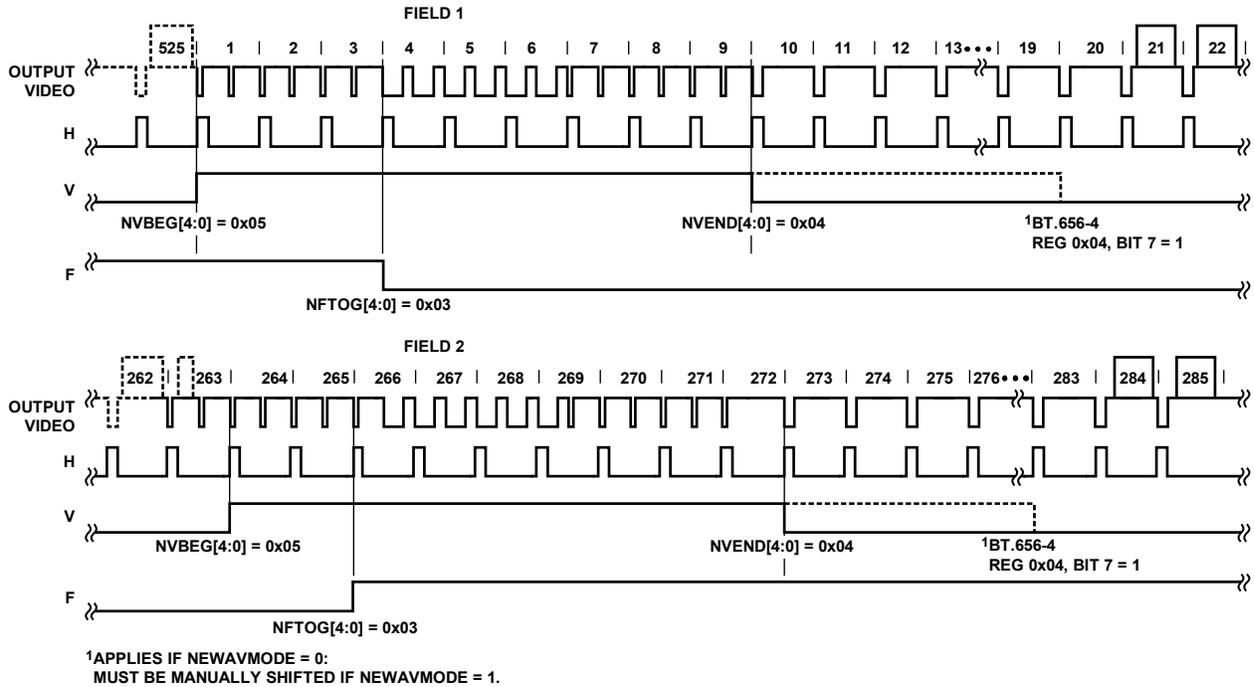 FIELD 1
525 1 2 3 4 5 6 7 8 9 10 11 12 13••• 19 20 21 22
OUTPUT
VIDEO
H
V
NVBEG[4:0] = 0x05 NVEND[4:0] = 0x04 1BT.656-4
REG 0x04, BIT 7 = 1
F
NFTOG[4:0] = 0x03
FIELD 2
262 263 264 265 266 267 268 269 270 271 272 273 274 275 276••• 283 284 285
OUTPUT
VIDEO
H
V
NVBEG[4:0] = 0x05 NVEND[4:0] = 0x04 1BT.656-4
REG 0x04, BIT 7 = 1
F
NFTOG[4:0] = 0x03
1APPLIES IF NEWAVMODE = 0:
MUST BE MANUALLY SHIFTED IF NEWAVMODE = 1.